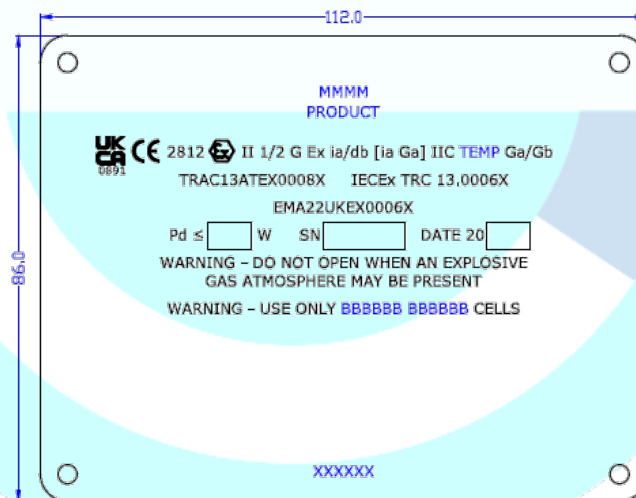 112.0
86.0
MMMM
PRODUCT
UK CA 0891 CE 2812 Ex II 1/2 G Ex ia/db [ia Ga] IIC TEMP Ga/Gb
TRAC13ATEX0008X IECEx TRC 13.0006X
EMA22UKEX0006X
Pd ≤ W SN DATE 20
WARNING – DO NOT OPEN WHEN AN EXPLOSIVE
GAS ATMOSPHERE MAY BE PRESENT
WARNING – USE ONLY BBBBBB BBBBBB CELLS
XXXXXX